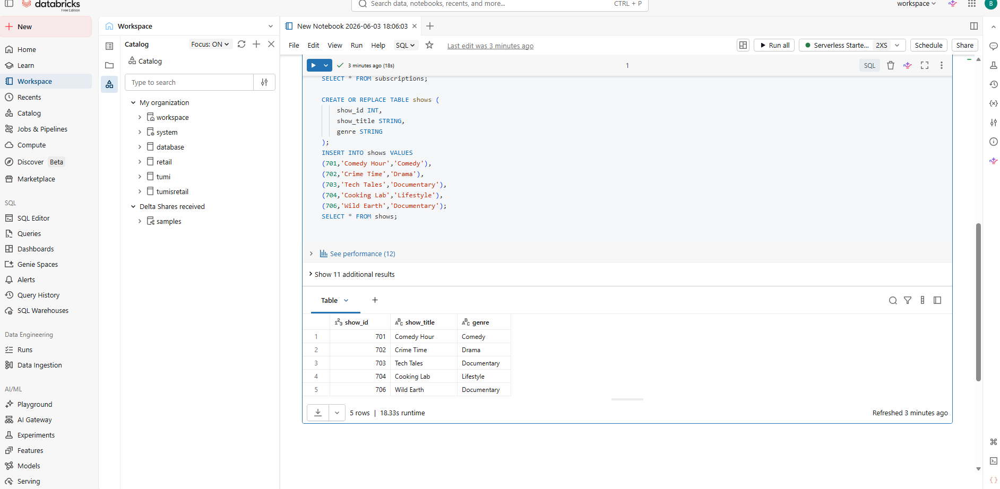 databricks
Free Edition
Search data, notebooks, recents, and more...
CTRL + P
workspace
B
New
Home
Learn
Workspace
Recents
Catalog
Jobs & Pipelines
Compute
Discover Beta
Marketplace
SQL
SQL Editor
Queries
Dashboards
Genie Spaces
Alerts
Query History
SQL Warehouses
Data Engineering
Runs
Data Ingestion
AI/ML
Playground
AI Gateway
Experiments
Features
Models
Serving
Workspace
Catalog
Focus: ON
Catalog
Type to search
My organization
workspace
system
database
retail
tumi
tumisretail
Delta Shares received
samples
New Notebook 2026-06-03 18:06:03
File Edit View Run Help SQL Last edit was 3 minutes ago
Run all
Serverless Starte... 2XS
Schedule
Share
3 minutes ago (18s)
1
SQL
SELECT * FROM subscriptions;
CREATE OR REPLACE TABLE shows (
show_id INT,
show_title STRING,
genre STRING
);
INSERT INTO shows VALUES
(701,'Comedy Hour','Comedy'),
(702,'Crime Time','Drama'),
(703,'Tech Tales','Documentary'),
(704,'Cooking Lab','Lifestyle'),
(706,'Wild Earth','Documentary');
SELECT * FROM shows;
See performance (12)
Show 11 additional results
Table
show_id show_title genre
1 701 Comedy Hour Comedy
2 702 Crime Time Drama
3 703 Tech Tales Documentary
4 704 Cooking Lab Lifestyle
5 706 Wild Earth Documentary
5 rows | 18.33s runtime
Refreshed 3 minutes ago